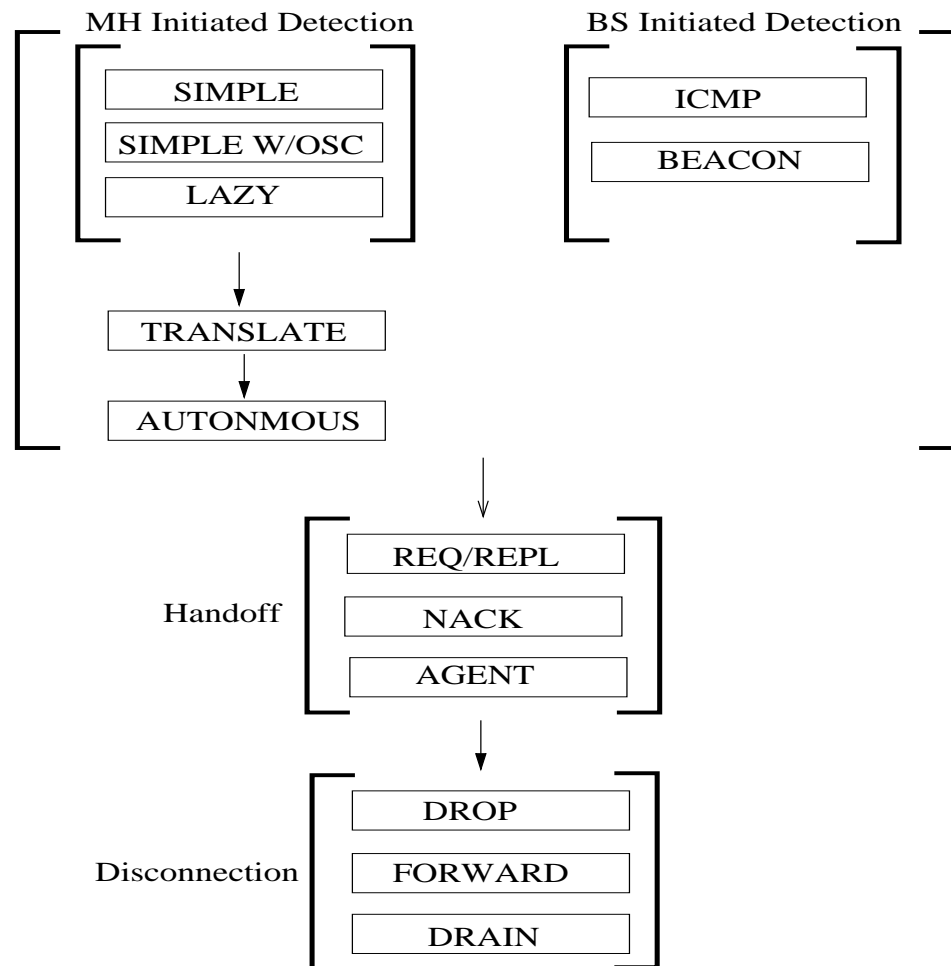 MH Initiated Detection
SIMPLE
SIMPLE W/OSC
LAZY
TRANSLATE
AUTONMOUS
BS Initiated Detection
ICMP
BEACON
Handoff
REQ/REPL
NACK
AGENT
Disconnection
DROP
FORWARD
DRAIN